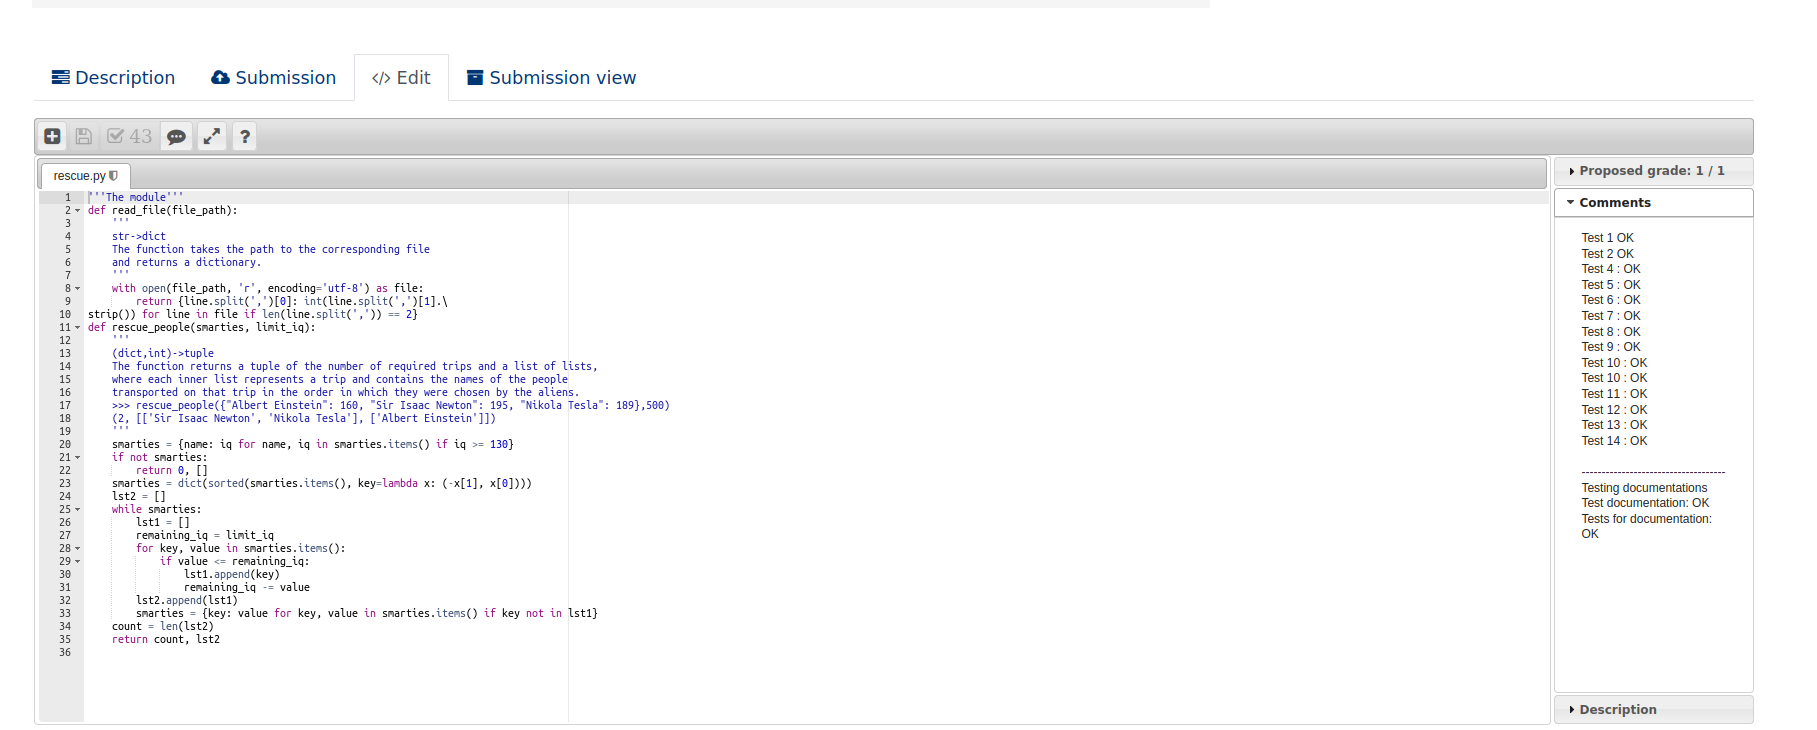 Description Submission </> Edit Submission view
43 ?
rescue.py
1 '''The module'''
2 def read_file(file_path):
3     '''
4     str->dict
5     The function takes the path to the corresponding file
6     and returns a dictionary.
7     '''
8     with open(file_path, 'r', encoding='utf-8') as file:
9         return {line.split(',')[0]: int(line.split(',')[1].\
10 strip()) for line in file if len(line.split(',')) == 2}
11 def rescue_people(smarties, limit_iq):
12     '''
13     (dict,int)->tuple
14     The function returns a tuple of the number of required trips and a list of lists,
15     where each inner list represents a trip and contains the names of the people
16     transported on that trip in the order in which they were chosen by the aliens.
17     >>> rescue_people({"Albert Einstein": 160, "Sir Isaac Newton": 195, "Nikola Tesla": 189},500)
18     (2, [['Sir Isaac Newton', 'Nikola Tesla'], ['Albert Einstein']])
19     '''
20     smarties = {name: iq for name, iq in smarties.items() if iq >= 130}
21     if not smarties:
22         return 0, []
23     smarties = dict(sorted(smarties.items(), key=lambda x: (-x[1], x[0])))
24     lst2 = []
25     while smarties:
26         lst1 = []
27         remaining_iq = limit_iq
28         for key, value in smarties.items():
29             if value <= remaining_iq:
30                 lst1.append(key)
31                 remaining_iq -= value
32         lst2.append(lst1)
33         smarties = {key: value for key, value in smarties.items() if key not in lst1}
34     count = len(lst2)
35     return count, lst2
36
Proposed grade: 1 / 1
Comments
Test 1 OK
Test 2 OK
Test 4 : OK
Test 5 : OK
Test 6 : OK
Test 7 : OK
Test 8 : OK
Test 9 : OK
Test 10 : OK
Test 10 : OK
Test 11 : OK
Test 12 : OK
Test 13 : OK
Test 14 : OK
------------------------------------
Testing documentations
Test documentation: OK
Tests for documentation:
OK
Description